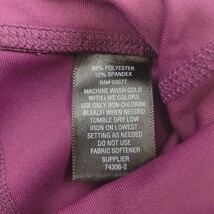 88% POLYESTER
12% SPANDEX
RN# 93677
MACHINE WASH COLD
WITH LIKE COLORS
USE ONLY NON-CHLORINE
BLEACH WHEN NEEDED
TUMBLE DRY LOW
IRON ON LOWEST
SETTING AS NEEDED
DO NOT USE
FABRIC SOFTENER
SUPPLIER
74306-2